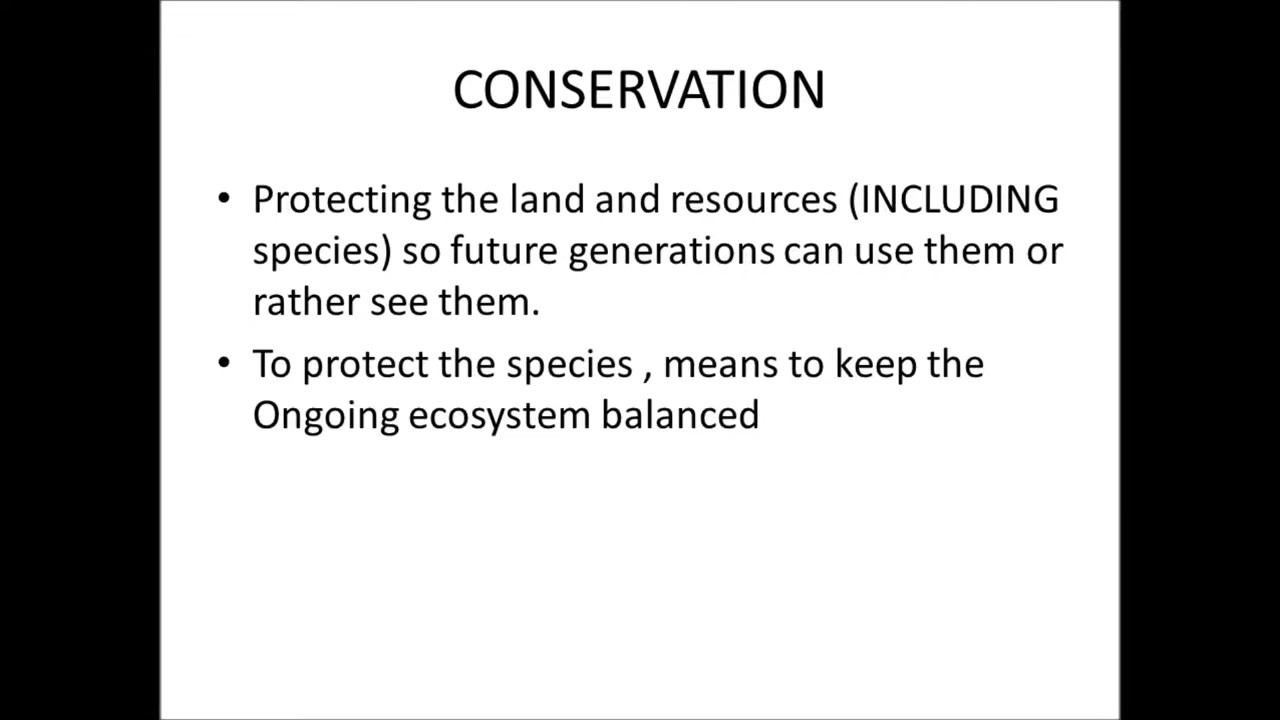 CONSERVATION
• Protecting the land and resources (INCLUDING
species) so future generations can use them or
rather see them.
• To protect the species , means to keep the
Ongoing ecosystem balanced